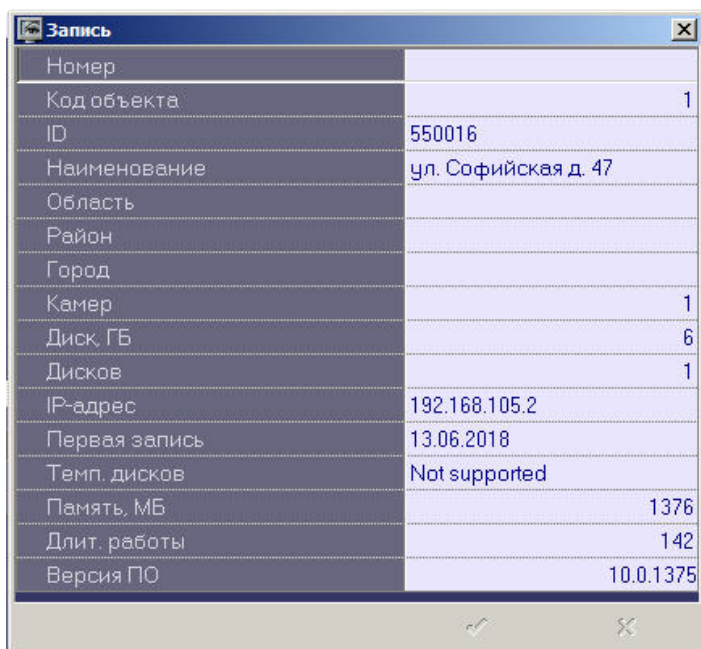 Запись
Номер
Код объекта 1
ID 550016
Наименование ул. Софийская д. 47
Область
Район
Город
Камер 1
Диск, ГБ 6
Дисков 1
IP-адрес 192.168.105.2
Первая запись 13.06.2018
Темп. дисков Not supported
Память, МБ 1376
Длит. работы 142
Версия ПО 10.0.1375